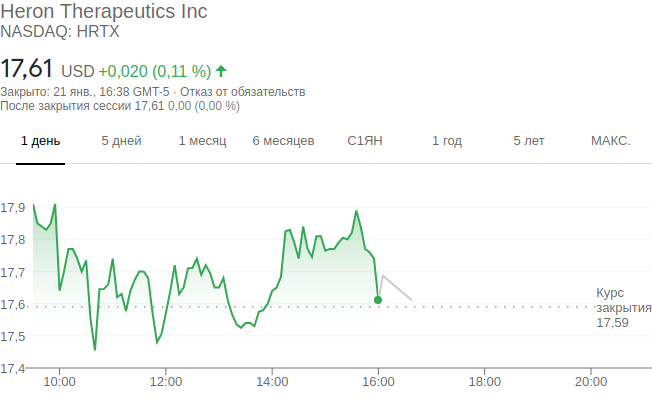 Heron Therapeutics Inc
NASDAQ: HRTX
17,61 USD +0,020 (0,11 %)
Закрыто: 21 янв., 16:38 GMT-5 · Отказ от обязательств
После закрытия сессии 17,61 0,00 (0,00 %)
1 день 5 дней 1 месяц 6 месяцев С1ЯН 1 год 5 лет МАКС.
17,9
17,8
17,7
17,6
17,5
17,4
Курс
закрытия
17,59
10:00 12:00 14:00 16:00 18:00 20:00